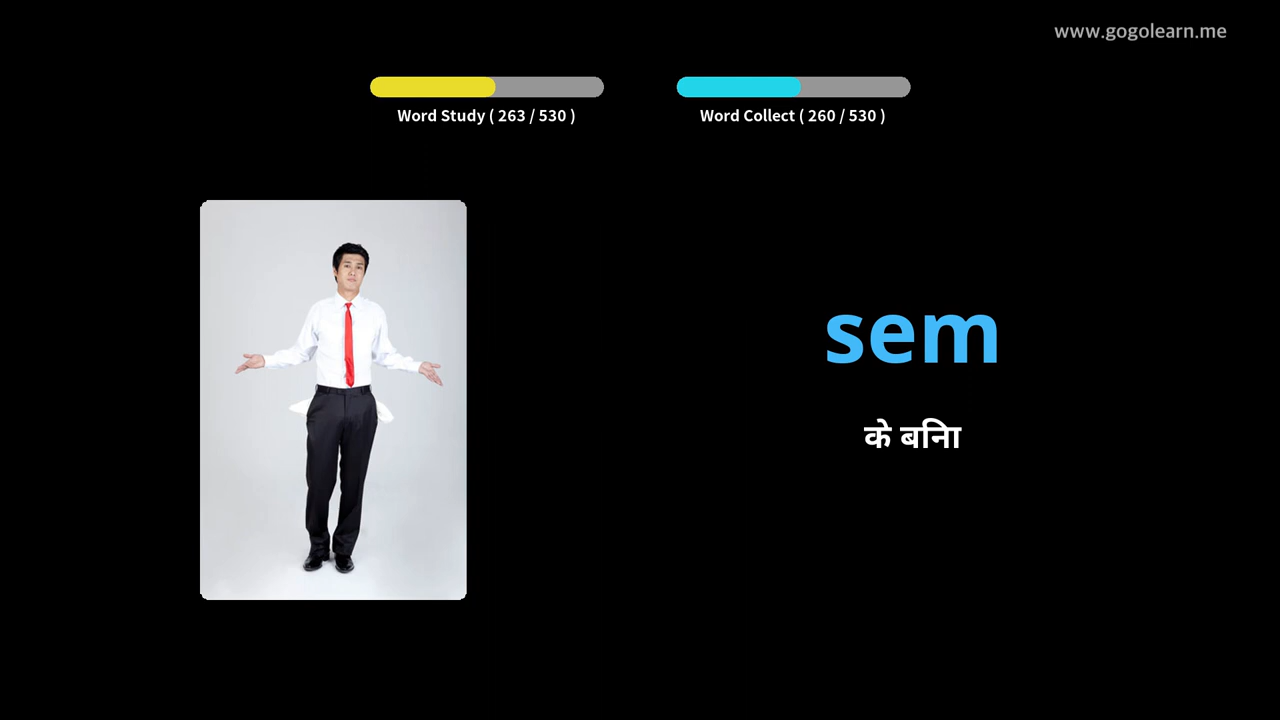 www.gogolearn.me
Word Study ( 263 / 530 )
Word Collect ( 260 / 530 )
sem
के बिना